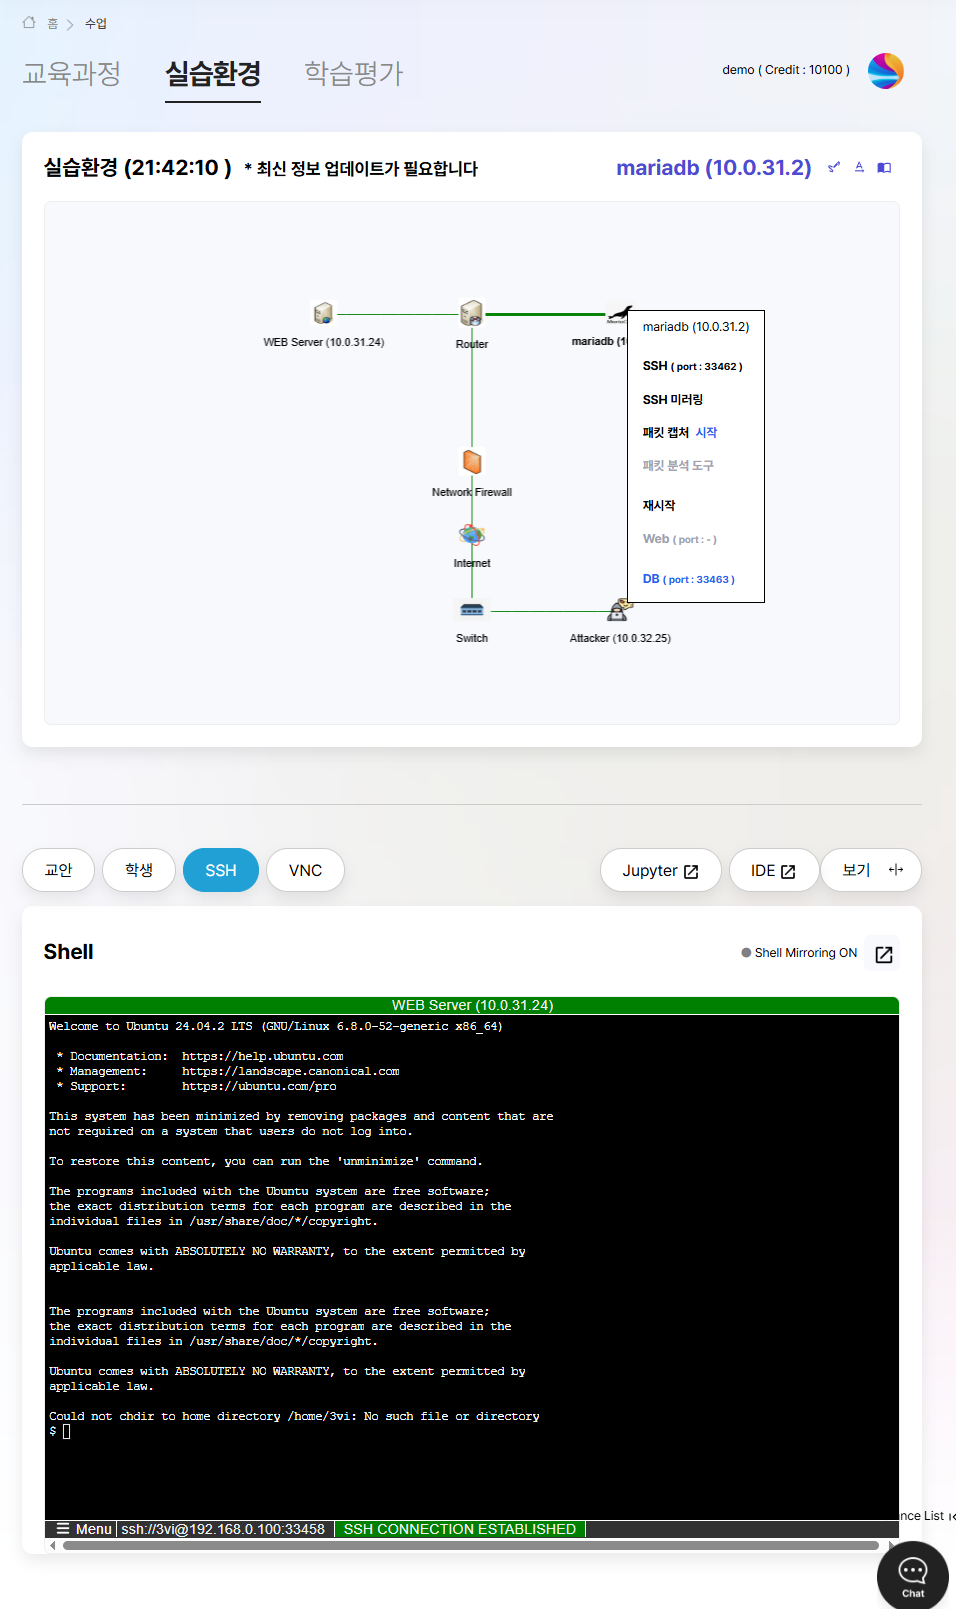 홈 > 수업
교육과정 실습환경 학습평가
demo ( Credit : 10100 )
실습환경 (21:42:10 ) * 최신 정보 업데이트가 필요합니다
mariadb (10.0.31.2)
WEB Server (10.0.31.24)
Router
mariadb (1
mariadb (10.0.31.2)
SSH ( port : 33462 )
SSH 미러링
패킷 캡처 시작
패킷 분석 도구
재시작
Web ( port : - )
DB ( port : 33463 )
Network Firewall
Internet
Switch
Attacker (10.0.32.25)
교안 학생 SSH VNC
Jupyter IDE 보기
Shell
Shell Mirroring ON
WEB Server (10.0.31.24)
Welcome to Ubuntu 24.04.2 LTS (GNU/Linux 6.8.0-52-generic x86_64)
* Documentation: https://help.ubuntu.com
* Management: https://landscape.canonical.com
* Support: https://ubuntu.com/pro
This system has been minimized by removing packages and content that are
not required on a system that users do not log into.
To restore this content, you can run the 'unminimize' command.
The programs included with the Ubuntu system are free software;
the exact distribution terms for each program are described in the
individual files in /usr/share/doc/*/copyright.
Ubuntu comes with ABSOLUTELY NO WARRANTY, to the extent permitted by
applicable law.
The programs included with the Ubuntu system are free software;
the exact distribution terms for each program are described in the
individual files in /usr/share/doc/*/copyright.
Ubuntu comes with ABSOLUTELY NO WARRANTY, to the extent permitted by
applicable law.
Could not chdir to home directory /home/3vi: No such file or directory
$
nce List
Menu ssh://3vi@192.168.0.100:33458 SSH CONNECTION ESTABLISHED
Chat